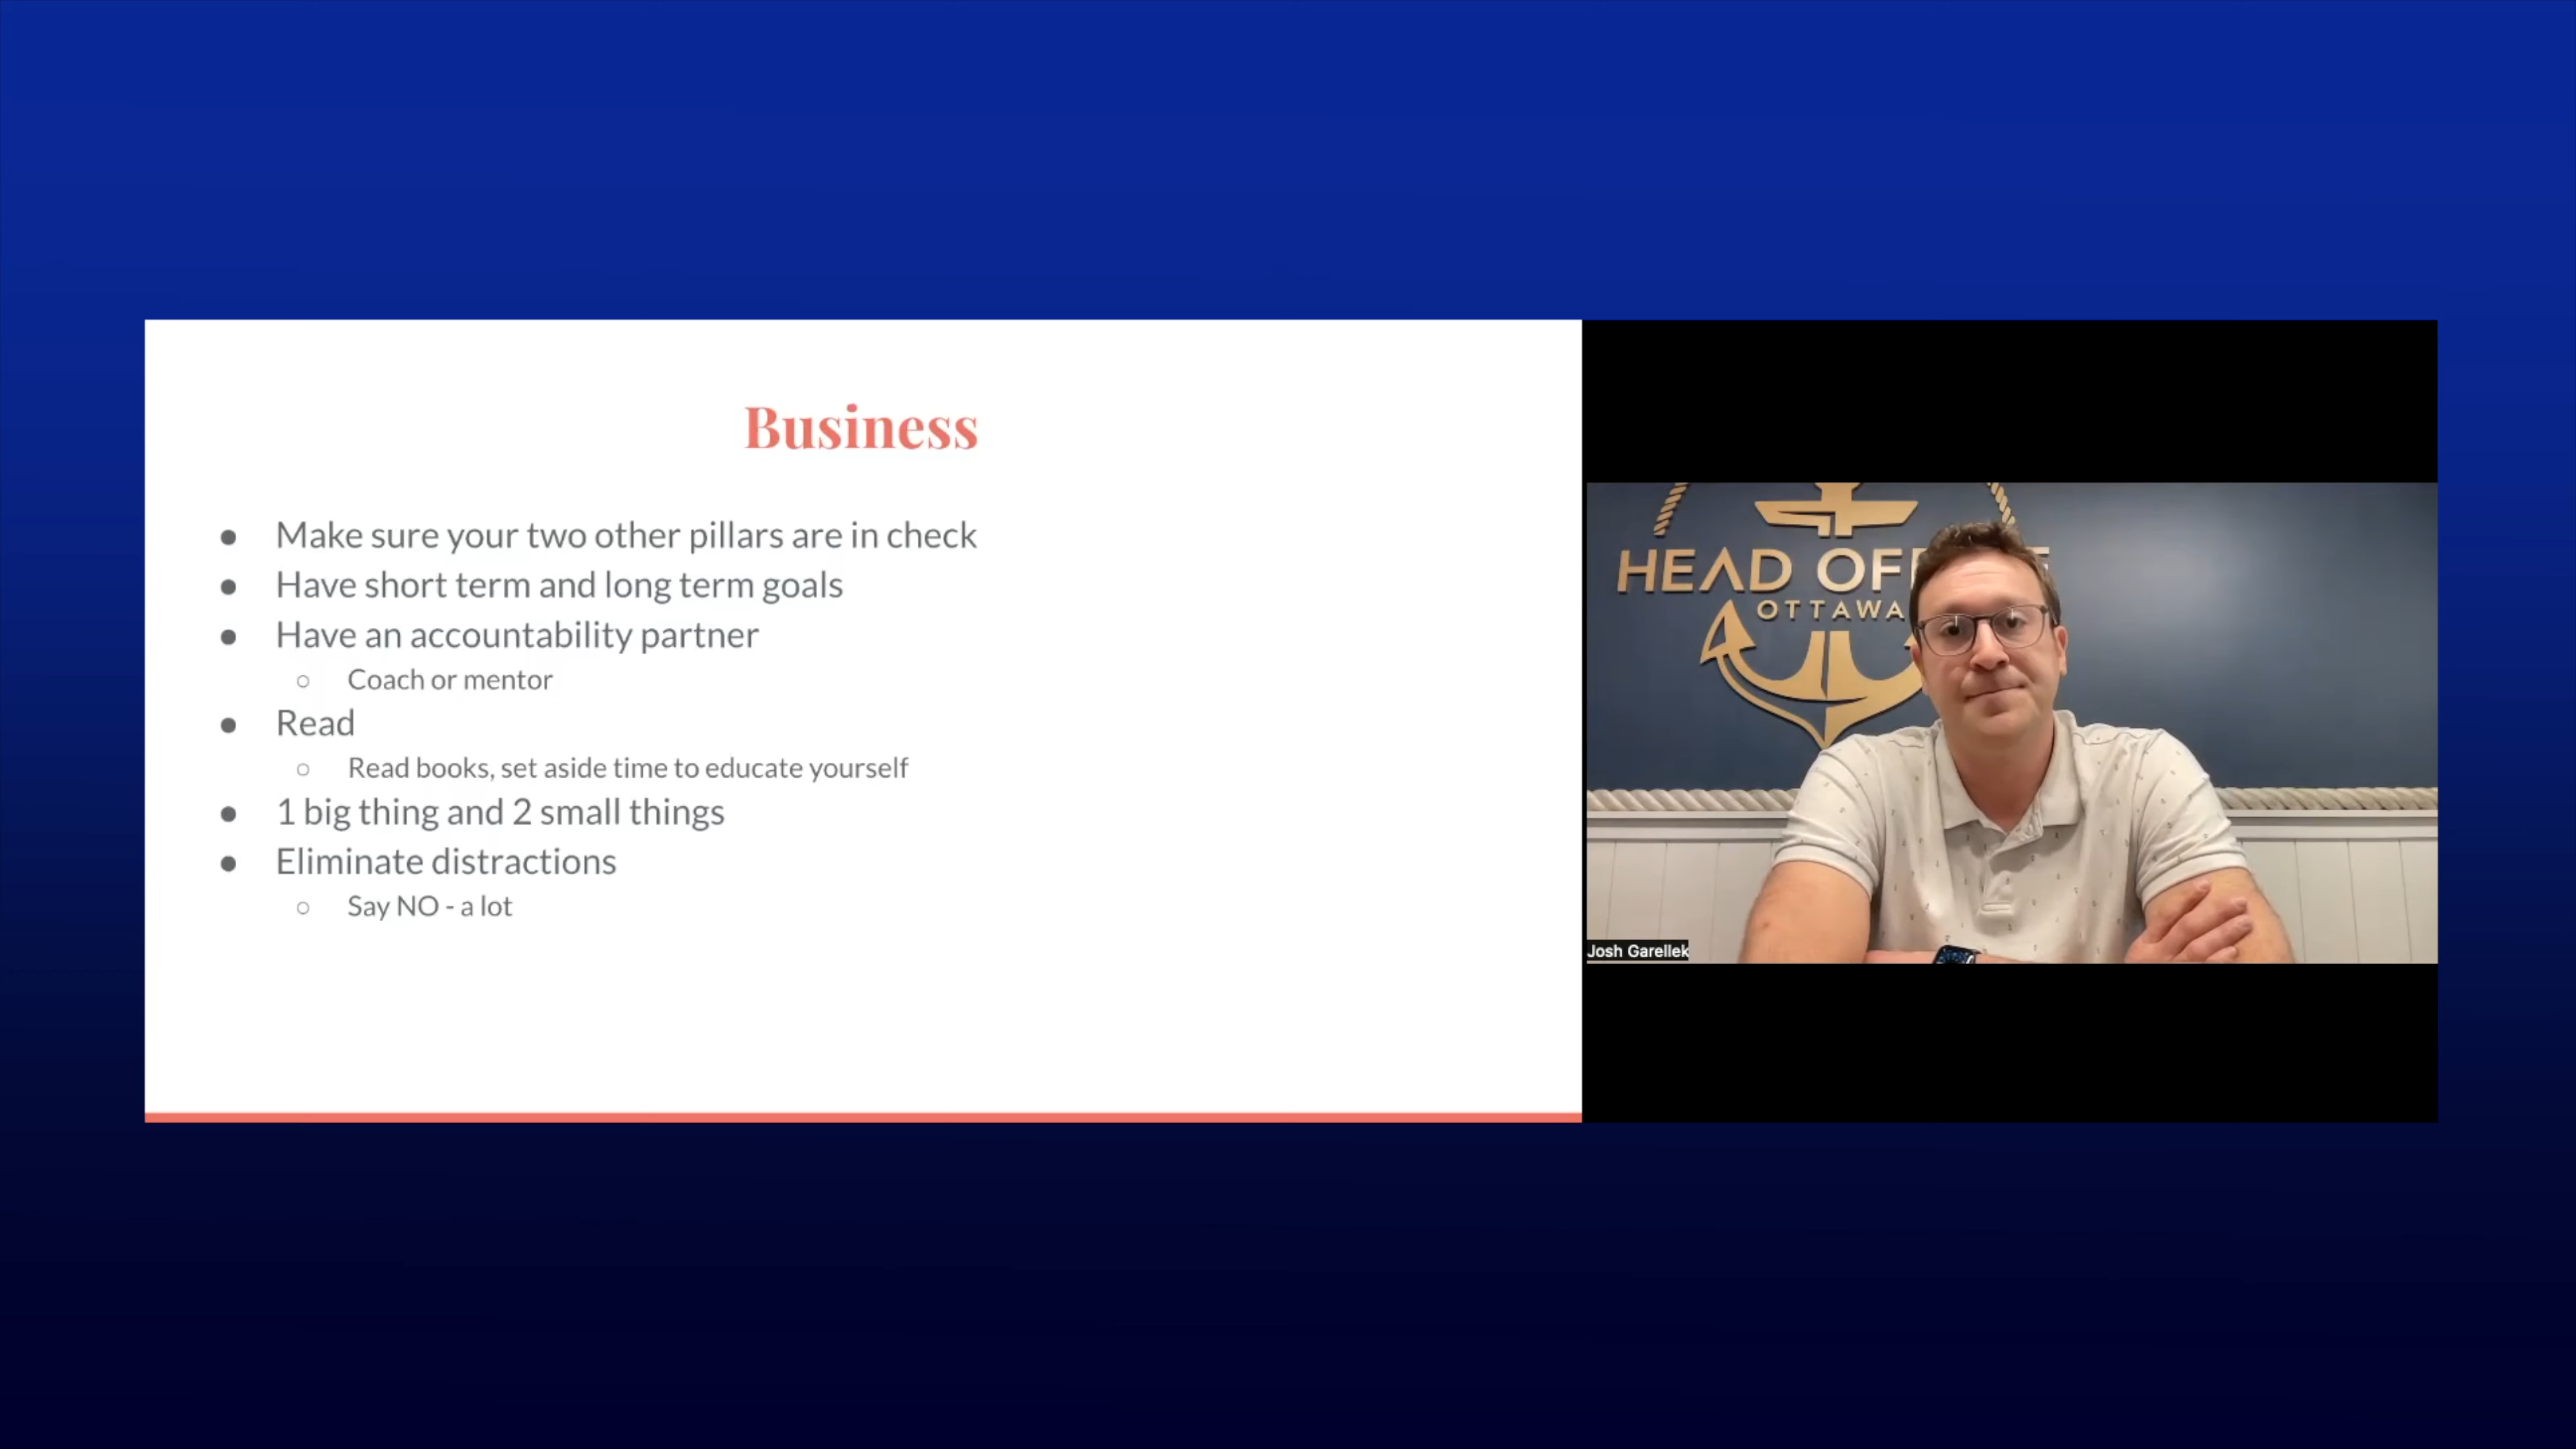 Business
Make sure your two other pillars are in check
Have short term and long term goals
Have an accountability partner
Coach or mentor
Read
Read books, set aside time to educate yourself
1 big thing and 2 small things
Eliminate distractions
Say NO - a lot
HEAD
OTTAWA
Josh Garellek